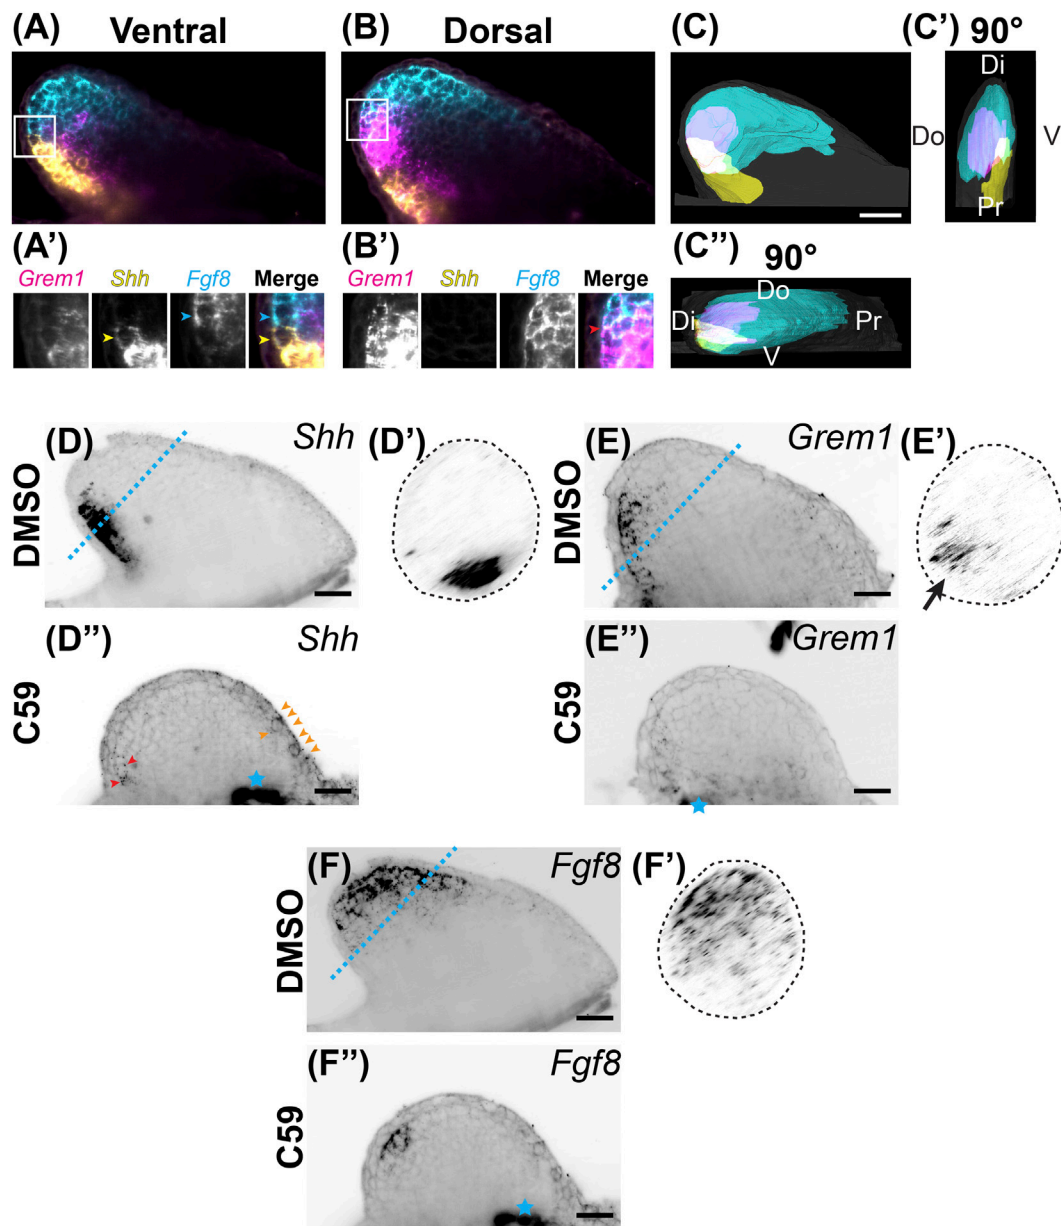 (A) Ventral (B) Dorsal (C) (C’) 90°
Di
Do V
Pr
(A’) (B’) (C”) 90°
Grem1 Shh Fgf8 Merge Grem1 Shh Fgf8 Merge
Do
Di Pr
V
(D) Shh (D’) (E) Grem1 (E’)
DMSO DMSO
(D”) Shh (E”) Grem1
C59 C59
(F) Fgf8 (F’)
DMSO
(F”) Fgf8
C59